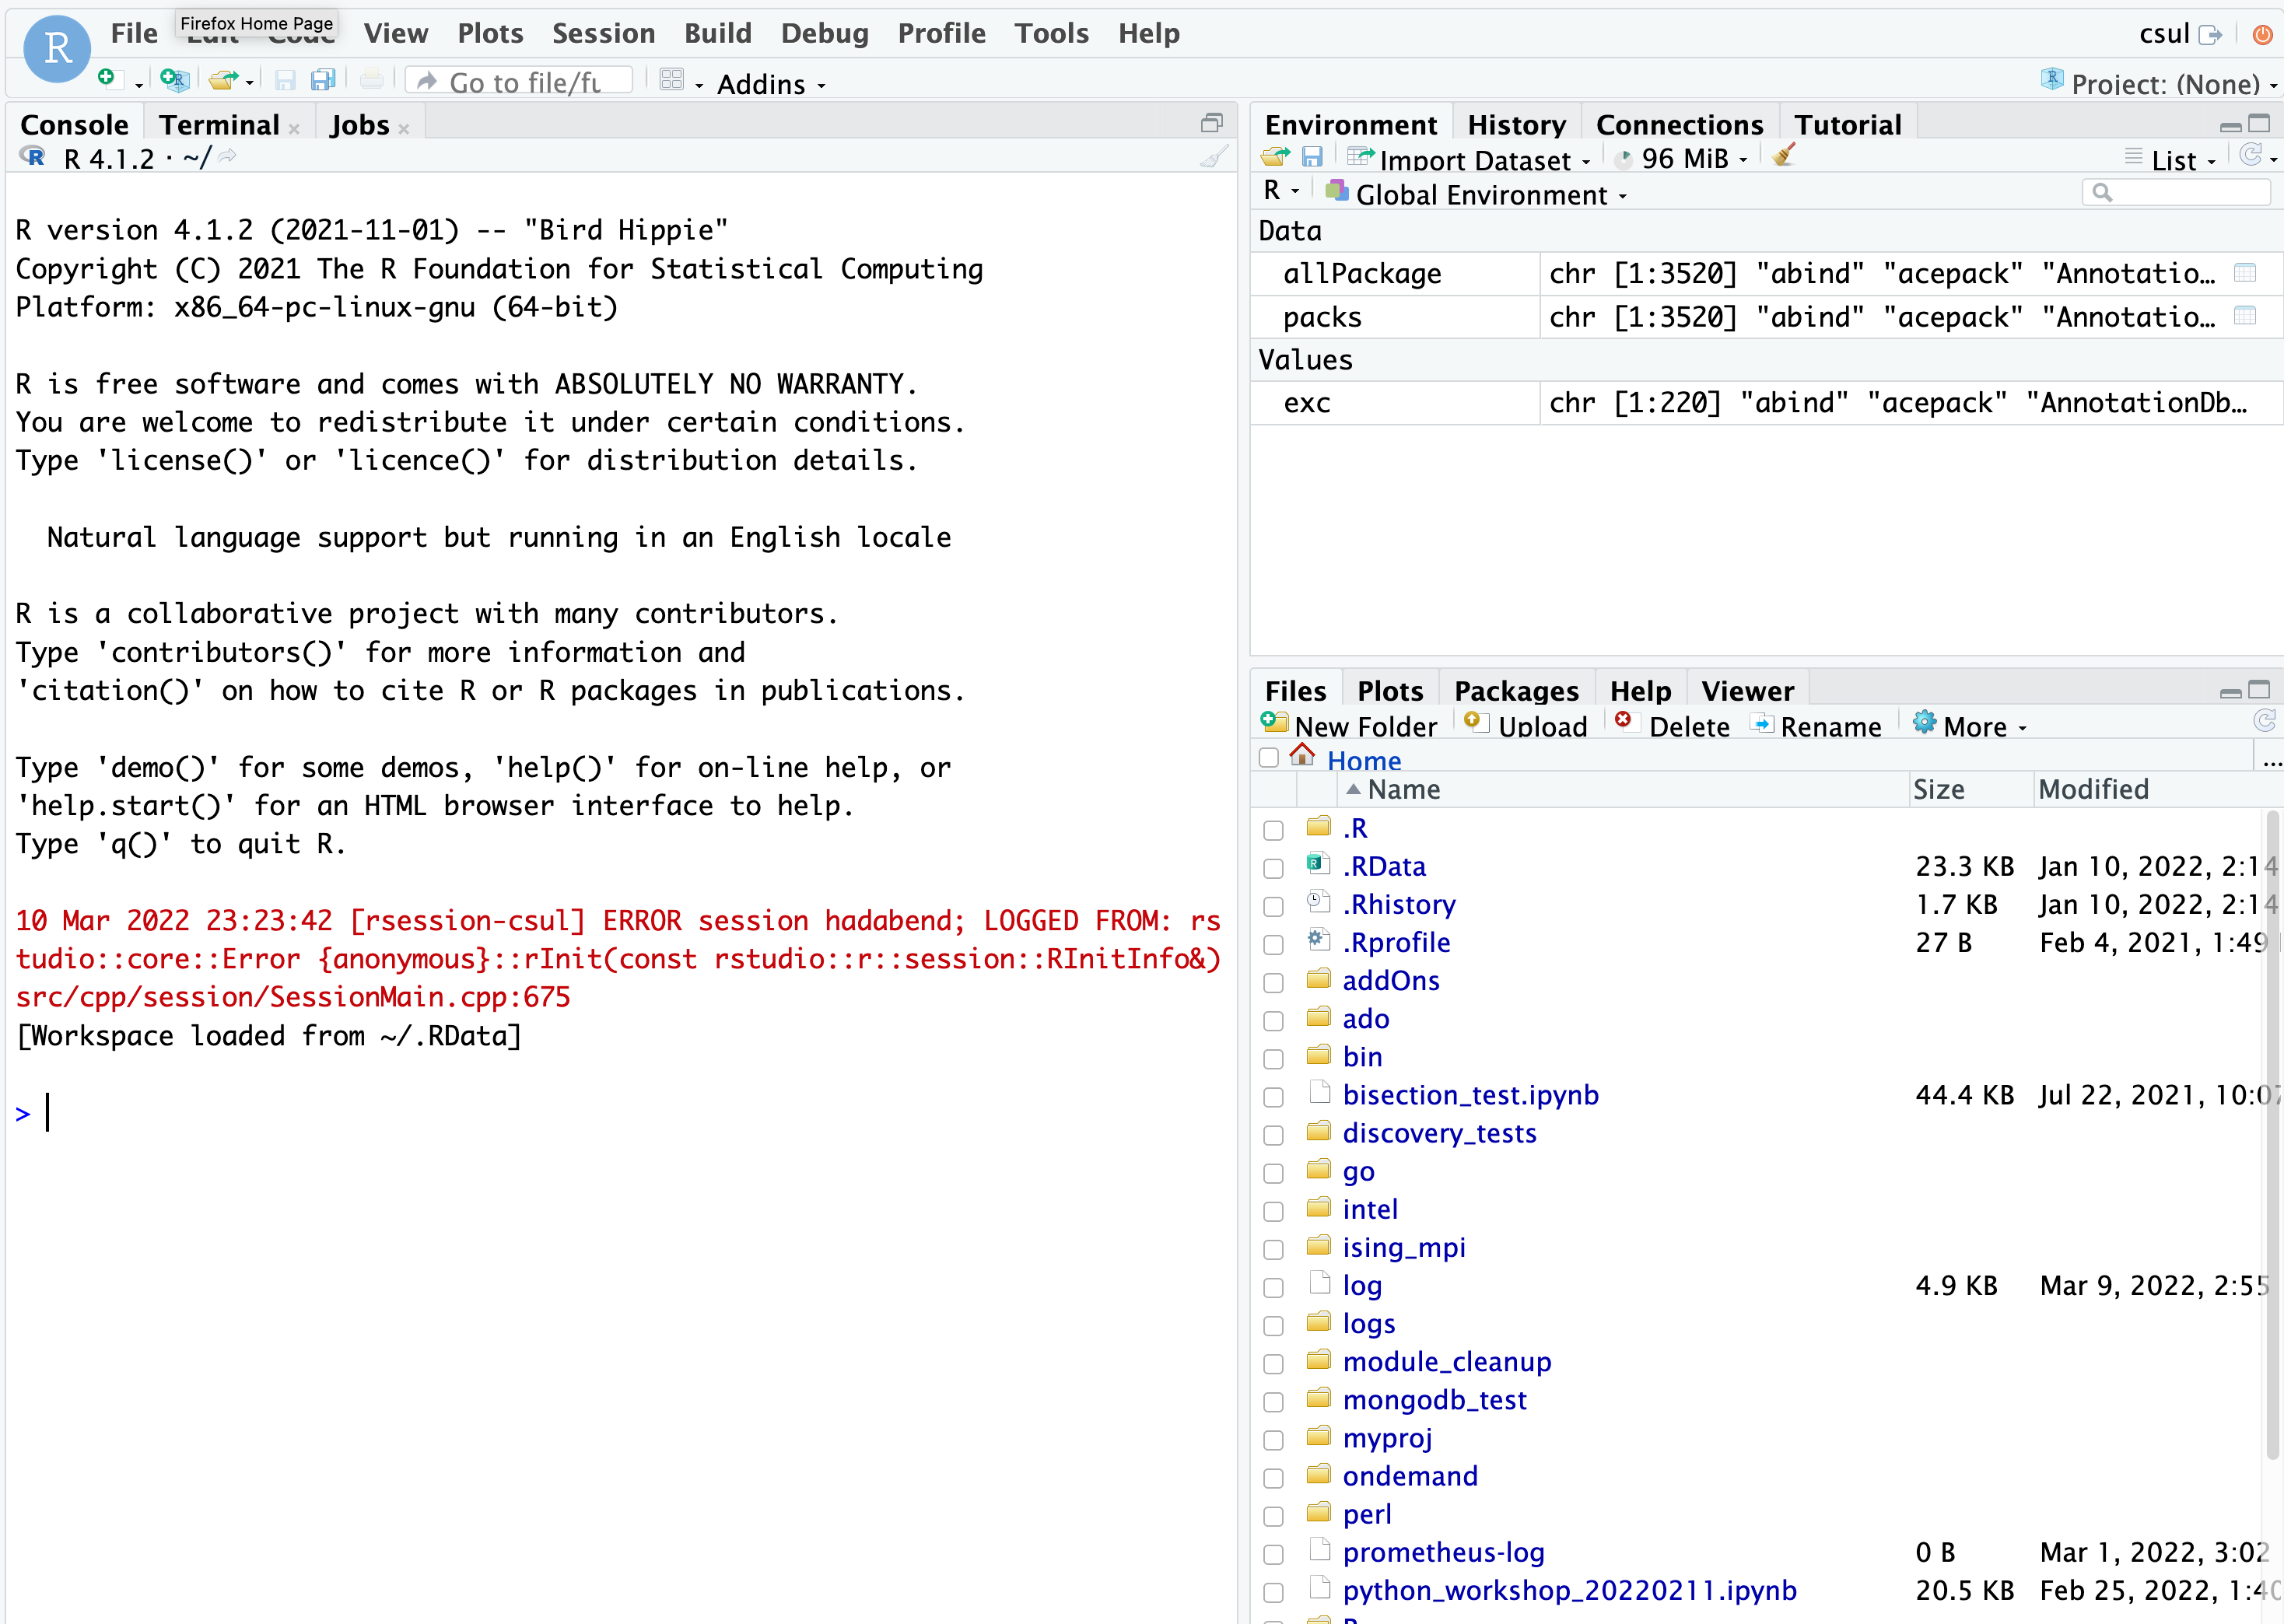 R
File
Firefox Home Page
View
Plots
Session
Build
Debug
Profile
Tools
Help
csul
Go to file/fu
Addins
Project: (None)
Console
Terminal
Jobs
R 4.1.2 · ~/
R version 4.1.2 (2021-11-01) -- "Bird Hippie"
Copyright (C) 2021 The R Foundation for Statistical Computing
Platform: x86_64-pc-linux-gnu (64-bit)
R is free software and comes with ABSOLUTELY NO WARRANTY.
You are welcome to redistribute it under certain conditions.
Type 'license()' or 'licence()' for distribution details.
Natural language support but running in an English locale
R is a collaborative project with many contributors.
Type 'contributors()' for more information and
'citation()' on how to cite R or R packages in publications.
Type 'demo()' for some demos, 'help()' for on-line help, or
'help.start()' for an HTML browser interface to help.
Type 'q()' to quit R.
10 Mar 2022 23:23:42 [rsession-csul] ERROR session hadabend; LOGGED FROM: rs
tudio::core::Error {anonymous}::rInit(const rstudio::r::session::RInitInfo&)
src/cpp/session/SessionMain.cpp:675
[Workspace loaded from ~/.RData]
>
Environment
History
Connections
Tutorial
Import Dataset
96 MiB
List
R
Global Environment
Data
allPackage chr [1:3520] "abind" "acepack" "Annotatio…
packs chr [1:3520] "abind" "acepack" "Annotatio…
Values
exc chr [1:220] "abind" "acepack" "AnnotationDb…
Files
Plots
Packages
Help
Viewer
New Folder
Upload
Delete
Rename
More
Home
...
Name Size Modified
.R
.RData 23.3 KB Jan 10, 2022, 2:14
.Rhistory 1.7 KB Jan 10, 2022, 2:14
.Rprofile 27 B Feb 4, 2021, 1:49
addOns
ado
bin
bisection_test.ipynb 44.4 KB Jul 22, 2021, 10:07
discovery_tests
go
intel
ising_mpi
log 4.9 KB Mar 9, 2022, 2:55
logs
module_cleanup
mongodb_test
myproj
ondemand
perl
prometheus-log 0 B Mar 1, 2022, 3:02
python_workshop_20220211.ipynb 20.5 KB Feb 25, 2022, 1:40